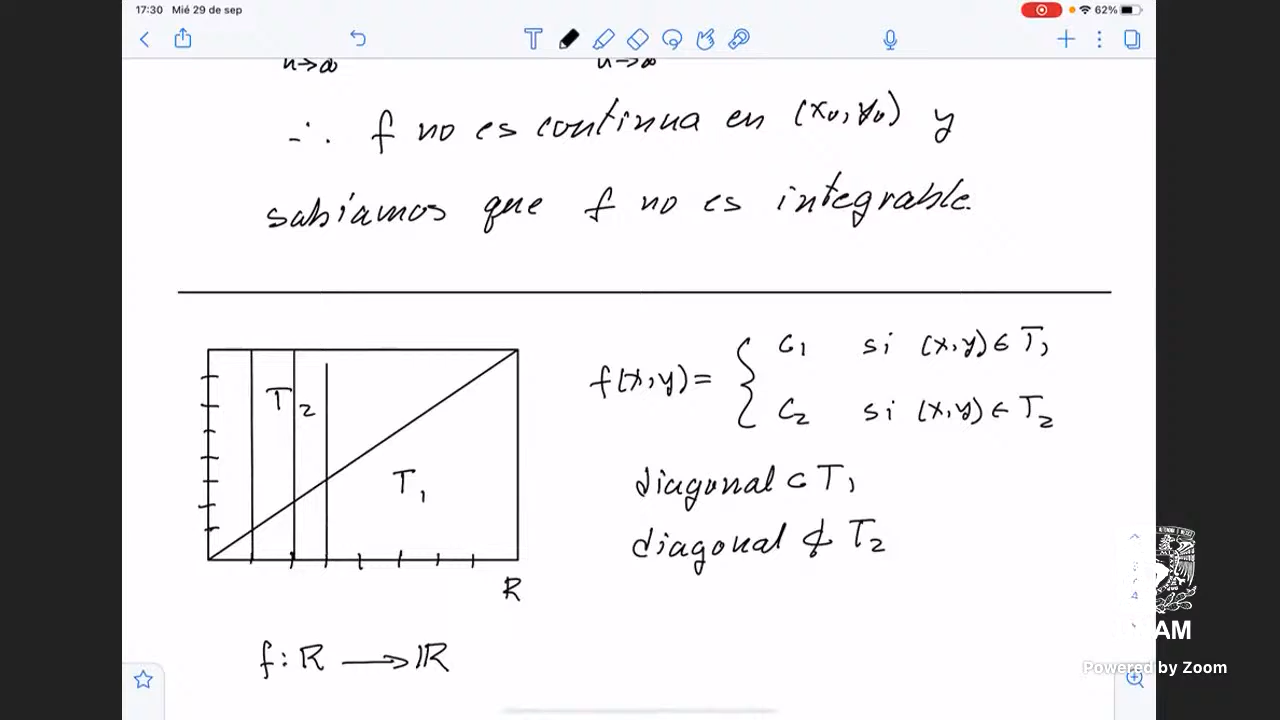 17:30 Mié 29 de sep 62%
n→∞ n→∞
∴ f no es continua en (x₀,y₀) y
sabíamos que f no es integrable.
T₂
T₁
R
f(x,y)= { C₁ si (x,y)∈T₁
C₂ si (x,y)∈T₂
diagonal ⊂ T₁
diagonal ⊄ T₂
f: R → ℝ
Powered by Zoom